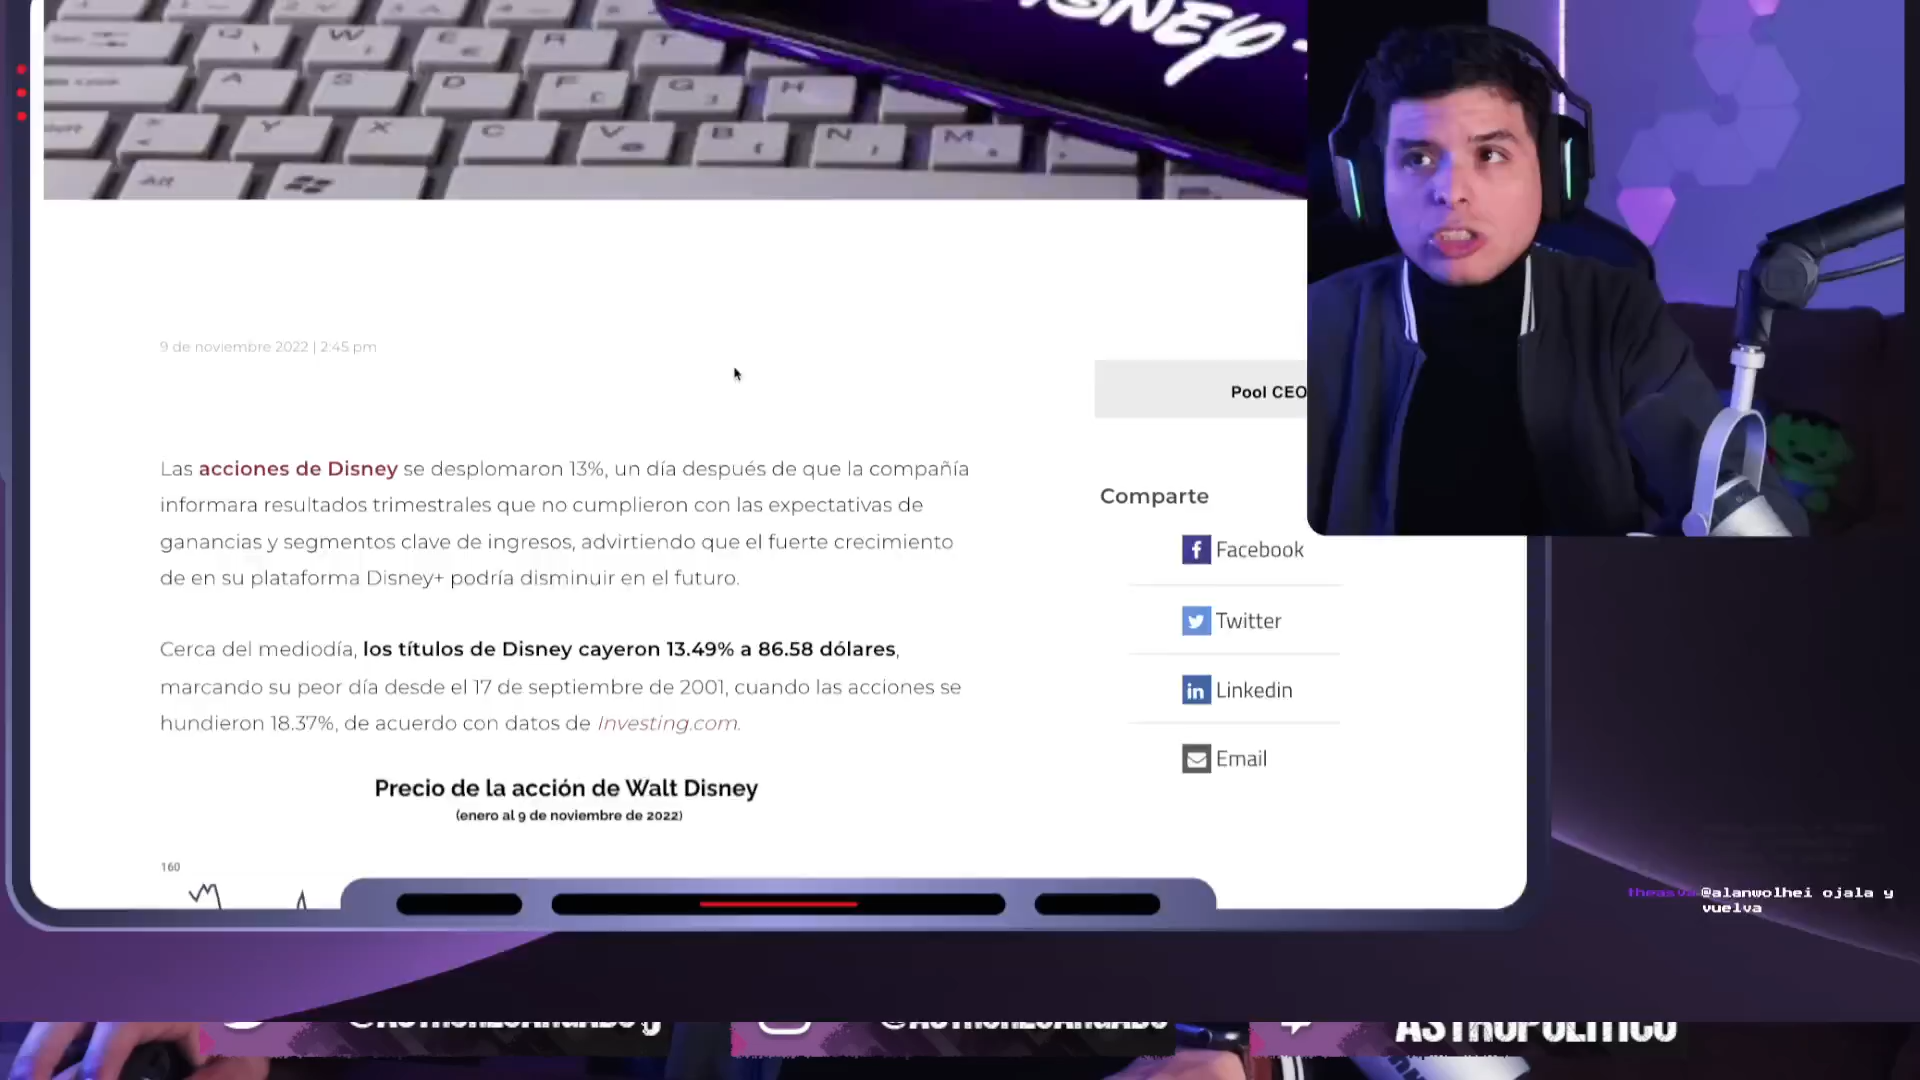 DISNEY
Q W E R T
A S D F G H
Y X C V B N M
Alt
9 de noviembre 2022 | 2:45 pm
Pool CEO
Las acciones de Disney se desplomaron 13%, un día después de que la compañía
informara resultados trimestrales que no cumplieron con las expectativas de
ganancias y segmentos clave de ingresos, advirtiendo que el fuerte crecimiento
de en su plataforma Disney+ podría disminuir en el futuro.
Comparte
Facebook
Twitter
Linkedin
Email
Cerca del mediodía, los títulos de Disney cayeron 13.49% a 86.58 dólares,
marcando su peor día desde el 17 de septiembre de 2001, cuando las acciones se
hundieron 18.37%, de acuerdo con datos de Investing.com.
Precio de la acción de Walt Disney
(enero al 9 de noviembre de 2022)
160
@alanwolhei ojala y
vuelva
ASTROPOLITICO